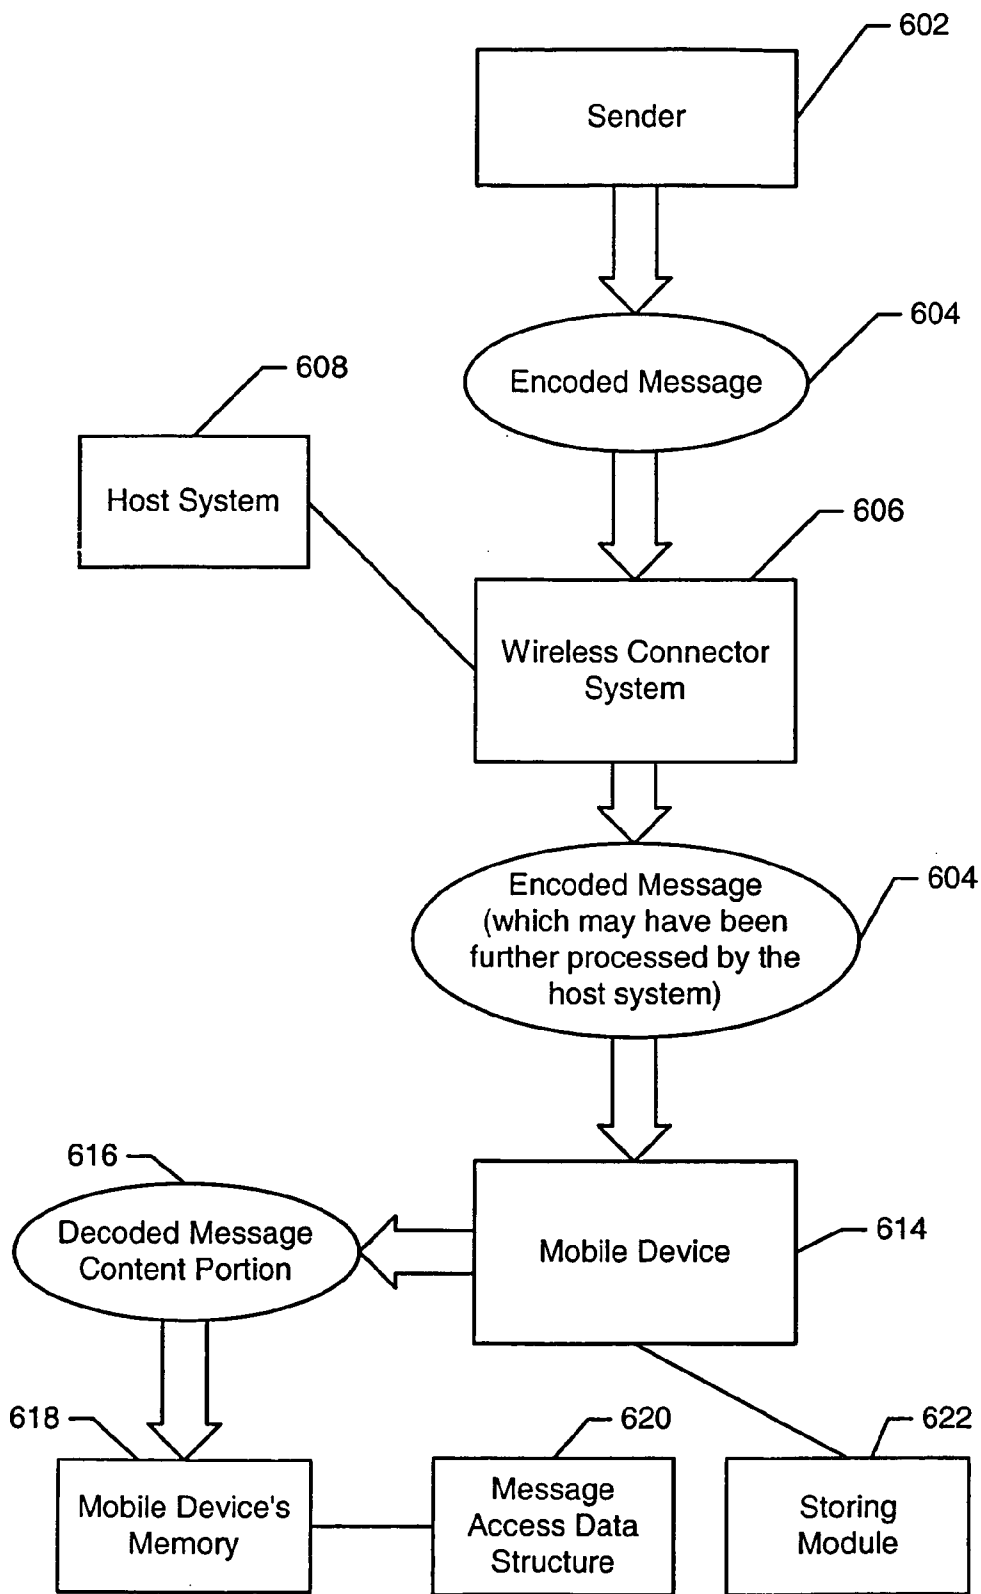 602
Sender
604
Encoded Message
608
Host System
606
Wireless Connector
System
Encoded Message
(which may have been
further processed by the
host system)
604
616
Decoded Message
Content Portion
Mobile Device
614
618
Mobile Device's
Memory
620
Message
Access Data
Structure
622
Storing
Module